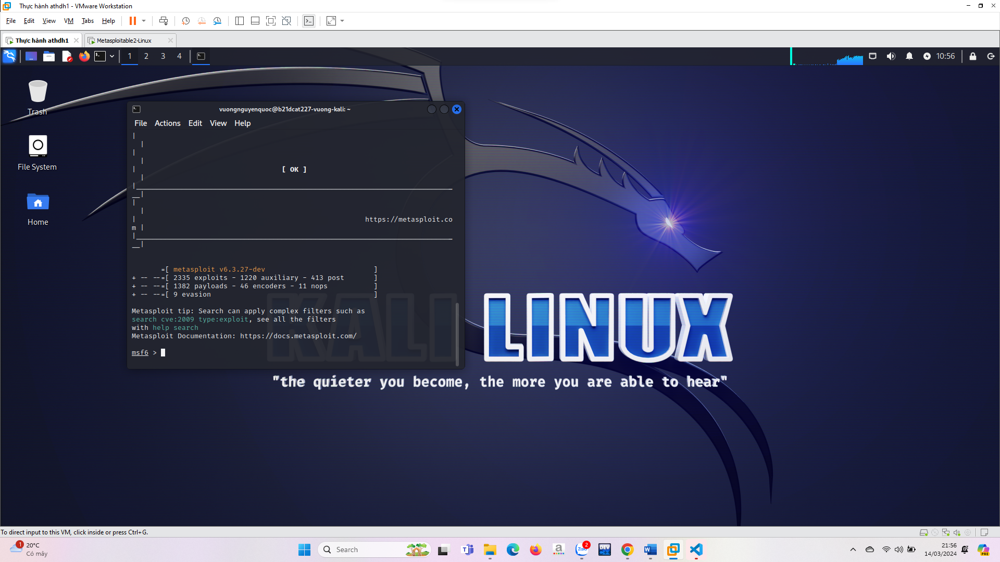 Thực hành athdh1 - VMware Workstation
File Edit View VM Tabs Help
Thực hành athdh1 Metasploitable2-Linux
1 2 3 4 10:56
Trash
File System
Home
vuongnguyenquoc@b21dcat227-vuong-kali: ~
File Actions Edit View Help
[ OK ]
https://metasploit.co
m |
=[ metasploit v6.3.27-dev ]
+ -- --=[ 2335 exploits - 1220 auxiliary - 413 post ]
+ -- --=[ 1382 payloads - 46 encoders - 11 nops ]
+ -- --=[ 9 evasion ]
Metasploit tip: Search can apply complex filters such as
search cve:2009 type:exploit, see all the filters
with help search
Metasploit Documentation: https://docs.metasploit.com/
msf6 >
KALI LINUX
"the quieter you become, the more you are able to hear"
To direct input to this VM, click inside or press Ctrl+G.
1
20°C
Có mây
Search
Zalo
2
DEV
PRE
21:56
14/03/2024